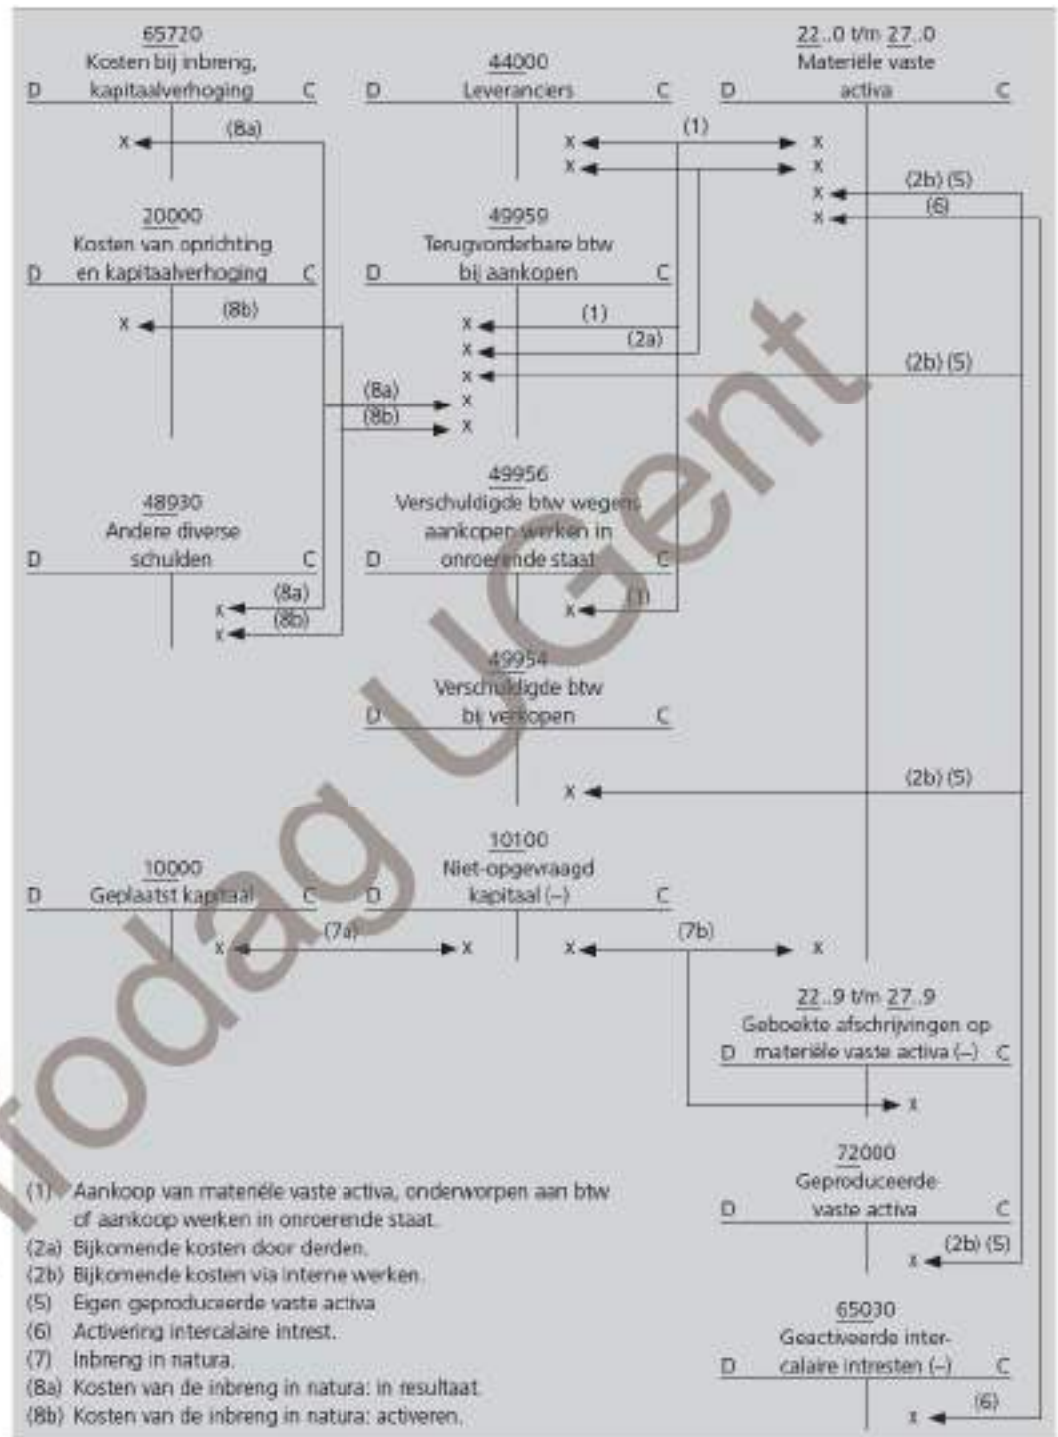 65720
Kosten bij inbreng,
D kapitaalverhoging C
44000
D Leveranciers C
22..0 t/m 27..0
Materiële vaste
D activa C
X (8a)
X (1) X
X X
X (2b) (5)
X (6)
20000
Kosten van oprichting
D en kapitaalverhoging C
49959
Terugvorderbare btw
D bij aankopen C
X (8b)
X (1)
X (2a)
X (2b) (5)
(8a) X
(8b) X
48930
Andere diverse
D schulden C
49956
Verschuldigde btw wegens
aankopen werken in
D onroerende staat C
X (8a)
X (8b)
X (1)
49954
Verschuldigde btw
D bij verkopen C
X (2b) (5)
10000
D Geplaatst kapitaal C
10100
Niet-opgevraagd
D kapitaal (–) C
X (7a) X
X (7b) X
22..9 t/m 27..9
Geboekte afschrijvingen op
D materiële vaste activa (–) C
X
72000
Geproduceerde
D vaste activa C
X (2b) (5)
65030
Geactiveerde inter-
D calaire intresten (–) C
X (6)
(1) Aankoop van materiële vaste activa, onderworpen aan btw
of aankoop werken in onroerende staat.
(2a) Bijkomende kosten door derden.
(2b) Bijkomende kosten via interne werken.
(5) Eigen geproduceerde vaste activa
(6) Activering intercalaire intrest.
(7) Inbreng in natura.
(8a) Kosten van de inbreng in natura: in resultaat.
(8b) Kosten van de inbreng in natura: activeren.
rodag UGent